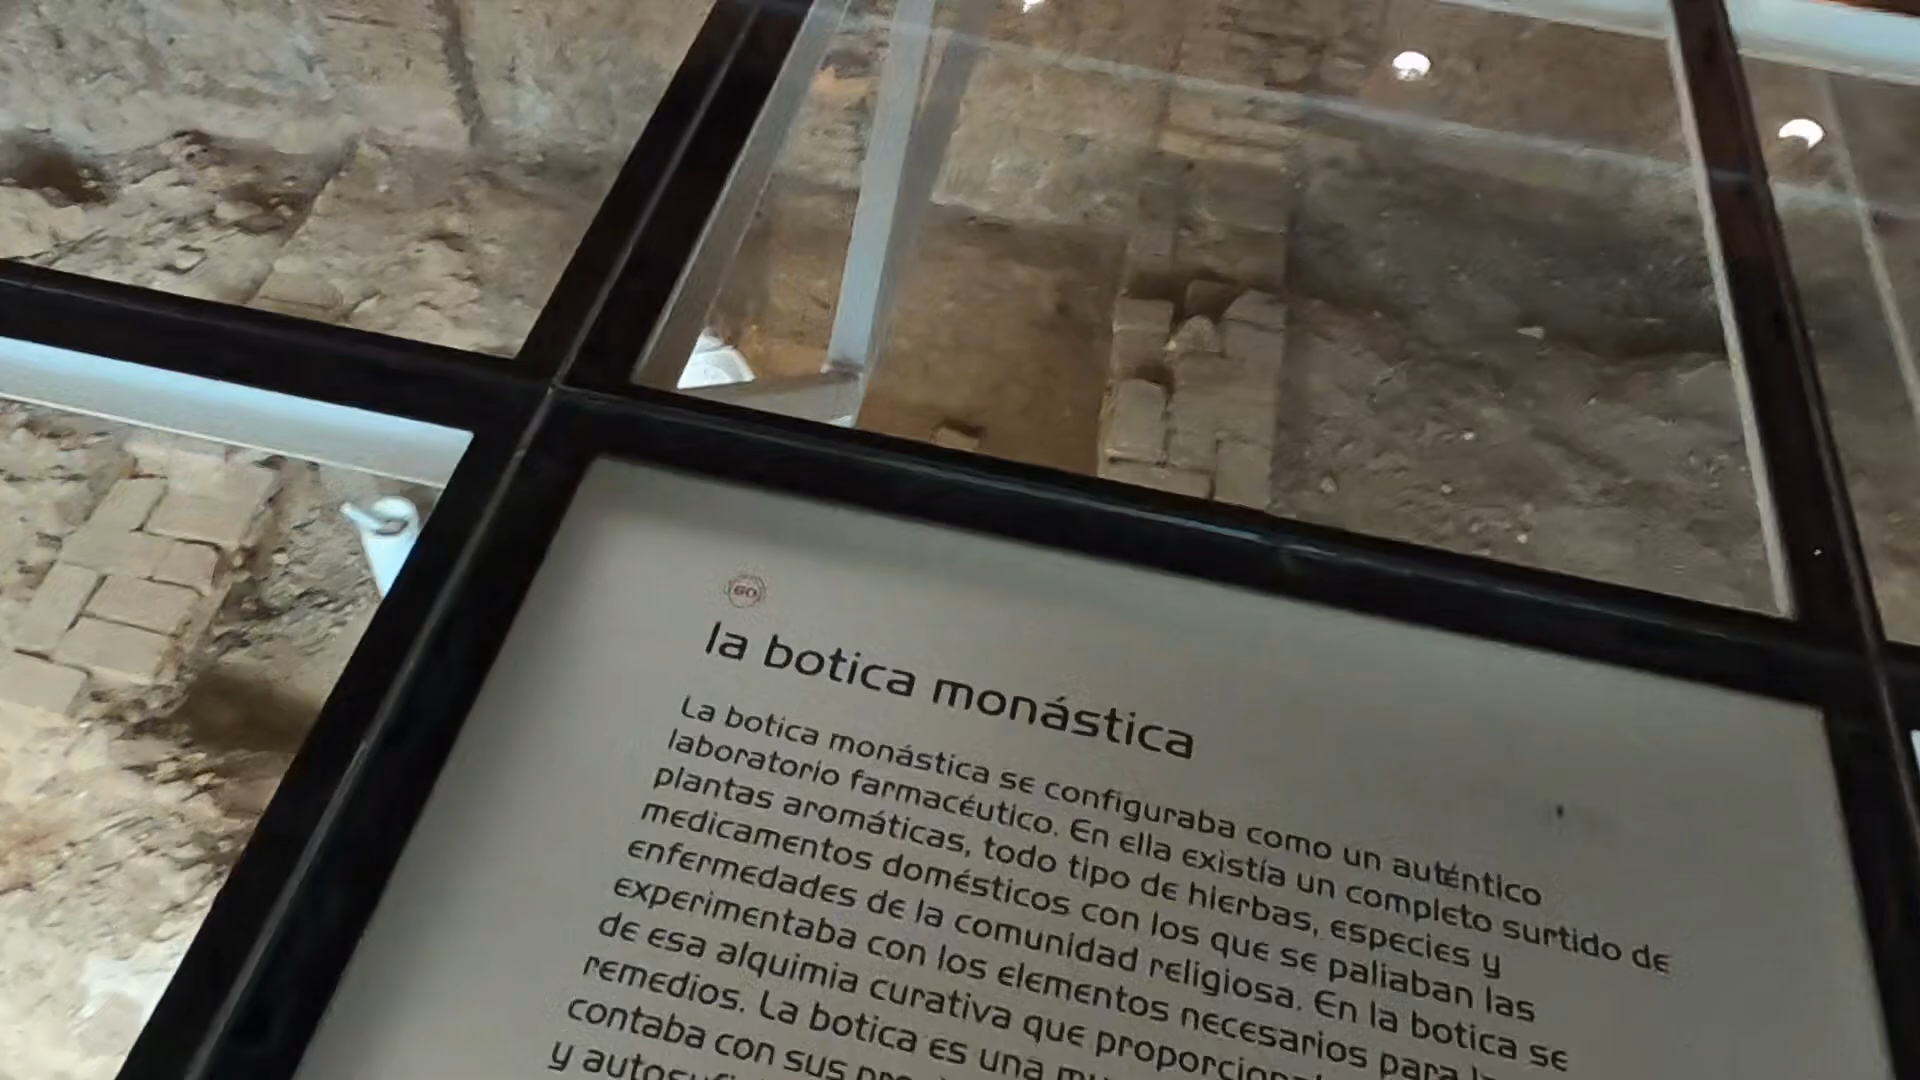 60
la botica monástica
La botica monástica se configuraba como un auténtico
laboratorio farmacéutico. En ella existía un completo surtido de
plantas aromáticas, todo tipo de hierbas, especies y
medicamentos domésticos con los que se paliaban las
enfermedades de la comunidad religiosa. En la botica se
experimentaba con los elementos necesarios para
de esa alquimia curativa que
remedios. La botica es una
contaba con sus
y